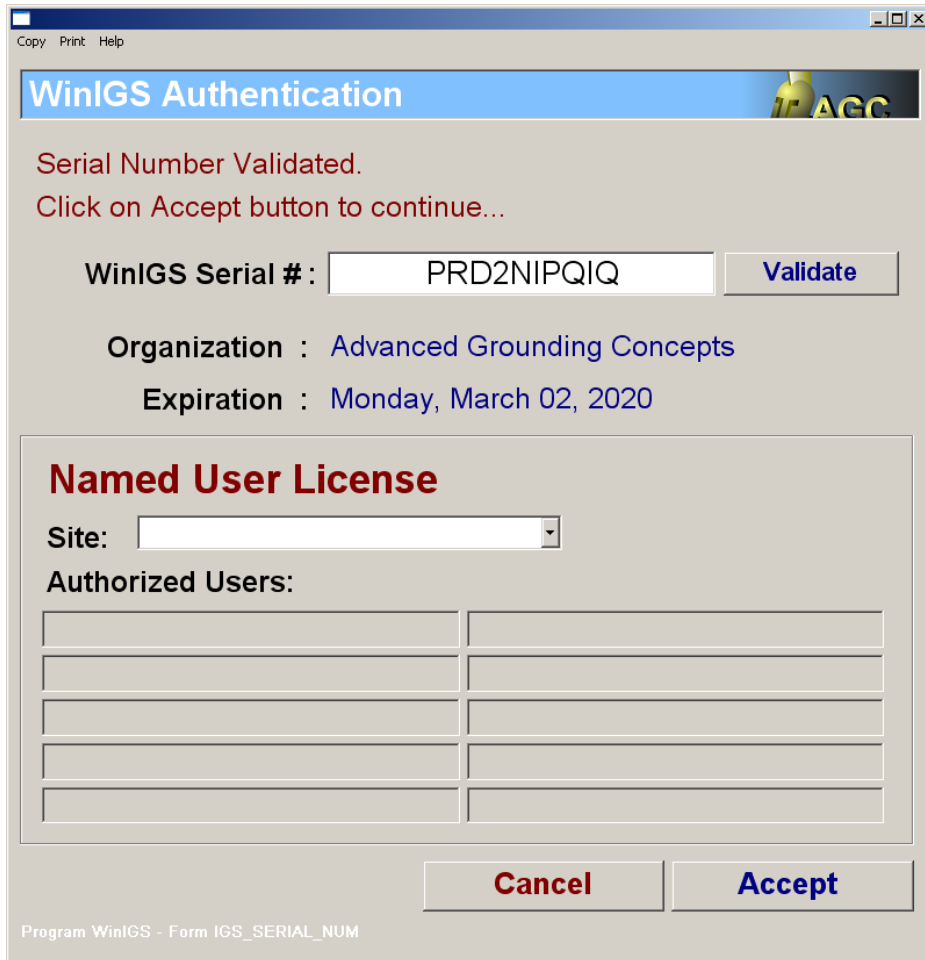 Copy Print Help
WinIGS Authentication
AGC
Serial Number Validated.
Click on Accept button to continue...
WinIGS Serial # : PRD2NIPQIQ Validate
Organization : Advanced Grounding Concepts
Expiration : Monday, March 02, 2020
Named User License
Site:
Authorized Users:
Cancel Accept
Program WinIGS - Form IGS_SERIAL_NUM